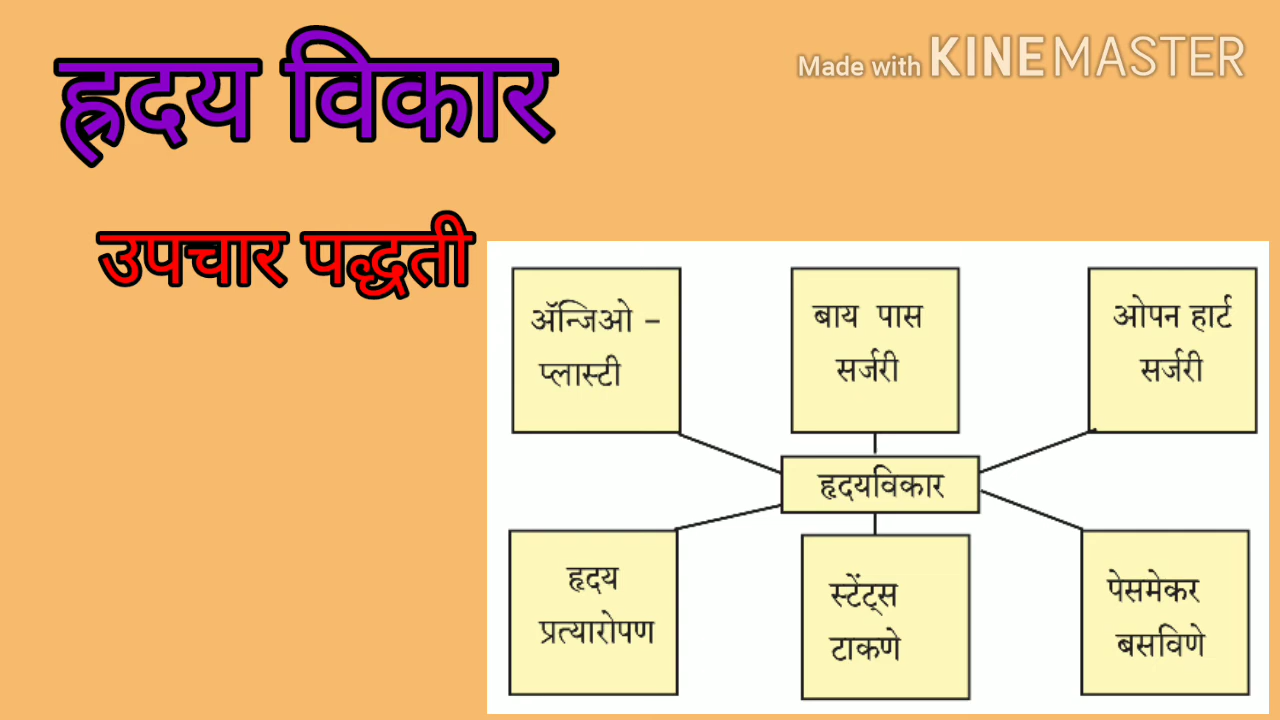 ह्रदय विकार
Made with KINEMASTER
उपचार पद्धती
ॲन्जिओ –
प्लास्टी
बाय पास
सर्जरी
ओपन हार्ट
सर्जरी
हृदयविकार
हृदय
प्रत्यारोपण
स्टेंट्स
टाकणे
पेसमेकर
बसविणे